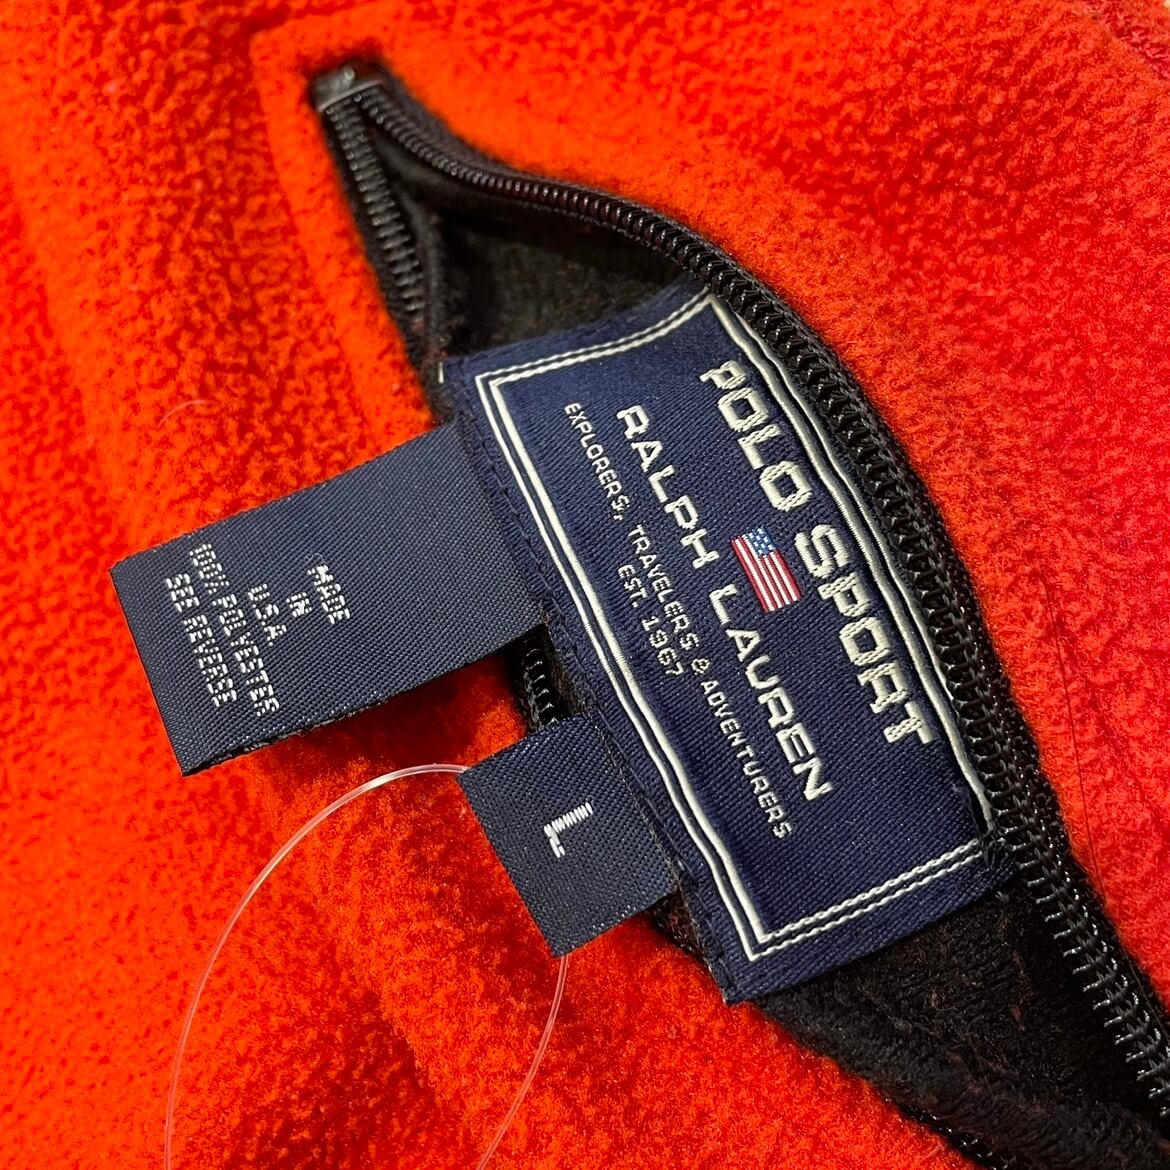 POLO SPORT
RALPH LAUREN
EXPLORERS, TRAVELERS & ADVENTURERS
EST. 1967
MADE
IN
U.S.A.
100% POLYESTER
SEE REVERSE
L